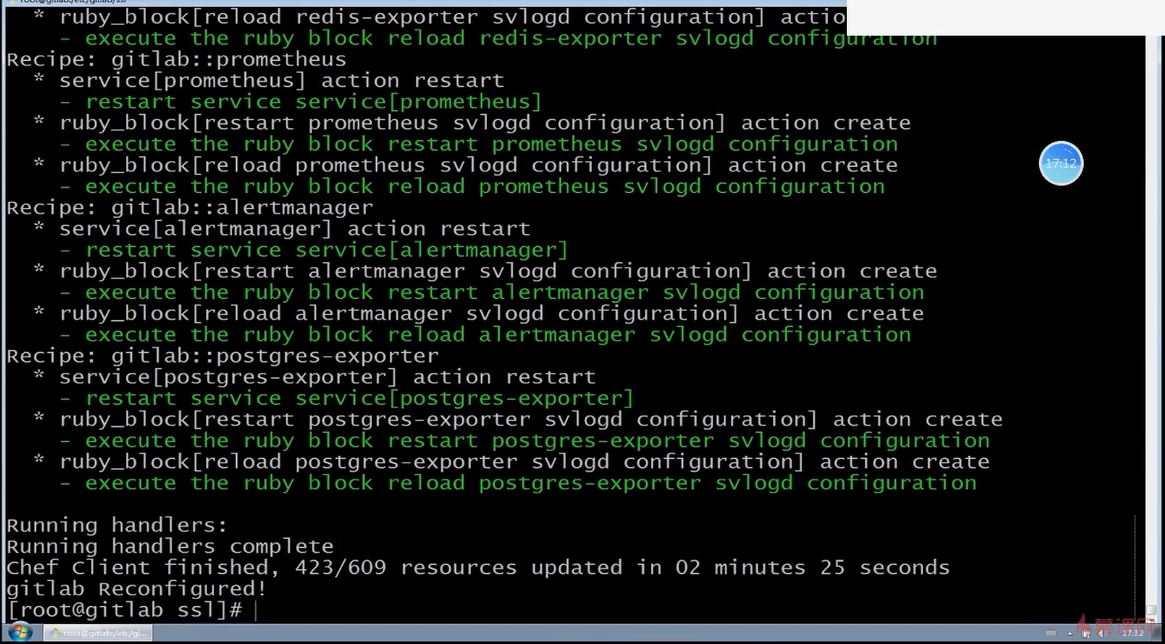 root@gitlab:/etc/gitlab/ssl
* ruby_block[reload redis-exporter svlogd configuration] actio
- execute the ruby block reload redis-exporter svlogd configuration
Recipe: gitlab::prometheus
* service[prometheus] action restart
- restart service service[prometheus]
* ruby_block[restart prometheus svlogd configuration] action create
- execute the ruby block restart prometheus svlogd configuration
* ruby_block[reload prometheus svlogd configuration] action create
- execute the ruby block reload prometheus svlogd configuration
17:12
Recipe: gitlab::alertmanager
* service[alertmanager] action restart
- restart service service[alertmanager]
* ruby_block[restart alertmanager svlogd configuration] action create
- execute the ruby block restart alertmanager svlogd configuration
* ruby_block[reload alertmanager svlogd configuration] action create
- execute the ruby block reload alertmanager svlogd configuration
Recipe: gitlab::postgres-exporter
* service[postgres-exporter] action restart
- restart service service[postgres-exporter]
* ruby_block[restart postgres-exporter svlogd configuration] action create
- execute the ruby block restart postgres-exporter svlogd configuration
* ruby_block[reload postgres-exporter svlogd configuration] action create
- execute the ruby block reload postgres-exporter svlogd configuration
Running handlers:
Running handlers complete
Chef Client finished, 423/609 resources updated in 02 minutes 25 seconds
gitlab Reconfigured!
[root@gitlab ssl]#
root@gitlab:/etc/gi...
慕课网
17:32